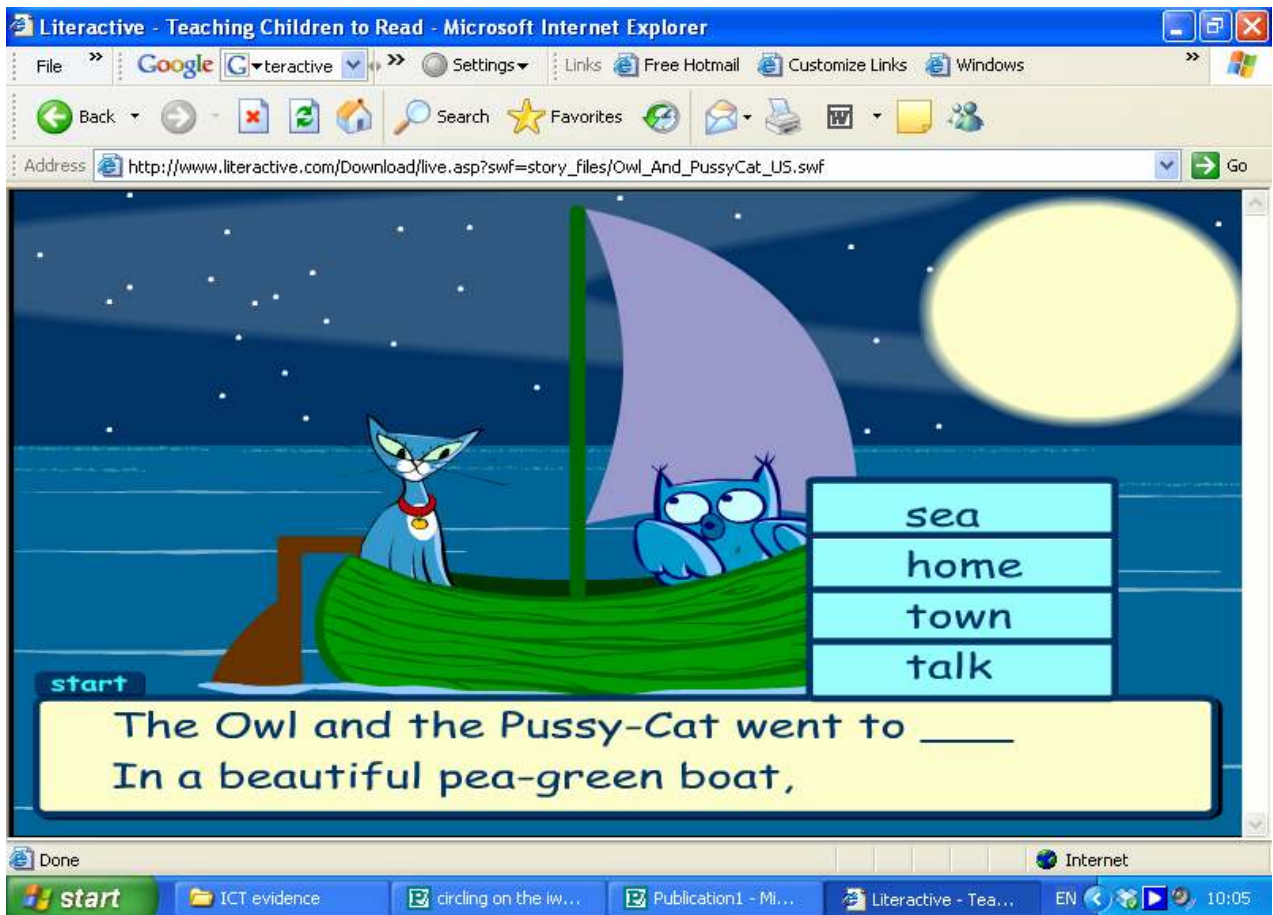 Literactive - Teaching Children to Read - Microsoft Internet Explorer
File » Google G teractive » Settings Links Free Hotmail Customize Links Windows »
Back Search Favorites W
Address http://www.literactive.com/Download/live.asp?swf=story_files/Owl_And_PussyCat_US.swf Go
sea
home
town
talk
start
The Owl and the Pussy-Cat went to ____
In a beautiful pea-green boat,
Done Internet
start ICT evidence circling on the iw... Publication1 - Mi... Literactive - Tea... EN 10:05